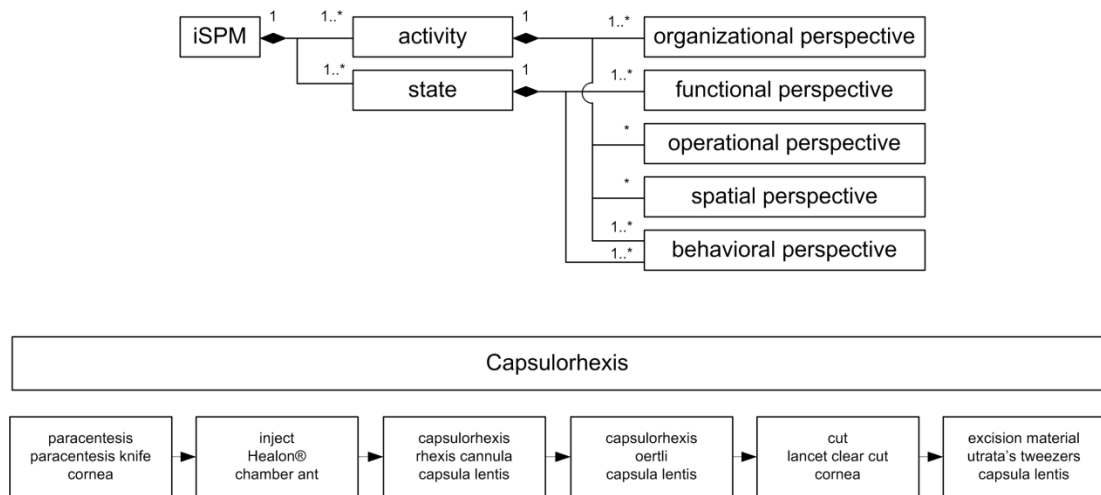 iSPM
1
1..*
activity
1
1..*
organizational perspective
1..*
state
1
1..*
functional perspective
*
operational perspective
*
spatial perspective
1..*
1..*
behavioral perspective
Capsulorhexis
paracentesis
paracentesis knife
cornea
inject
Healon®
chamber ant
capsulorhexis
rhexis cannula
capsula lentis
capsulorhexis
oertli
capsula lentis
cut
lancet clear cut
cornea
excision material
utrata's tweezers
capsula lentis